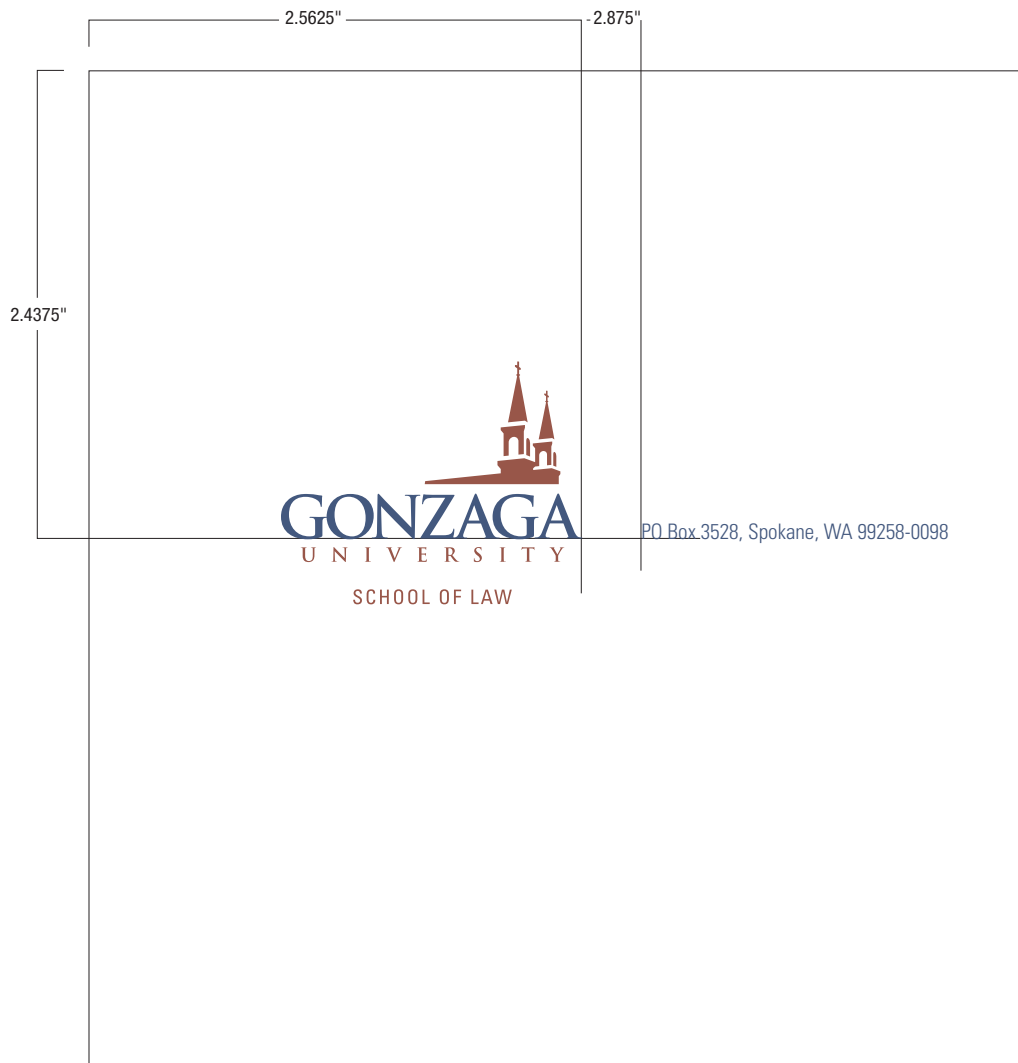 2.5625" 2.875"
2.4375"
GONZAGA
UNIVERSITY
SCHOOL OF LAW
PO Box 3528, Spokane, WA 99258-0098